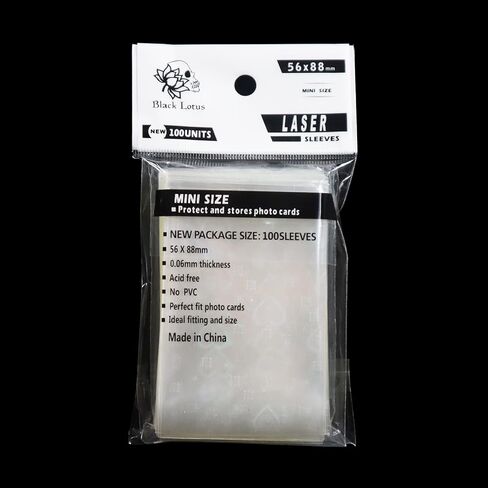 56x88mm
MINI SIZE
Black Lotus
NEW 100UNITS
LASER
SLEEVES
MINI SIZE
Protect and stores photo cards
NEW PACKAGE SIZE: 100SLEEVES
56 X 88mm
0.06mm thickness
Acid free
No PVC
Perfect fit photo cards
Ideal fitting and size
Made in China